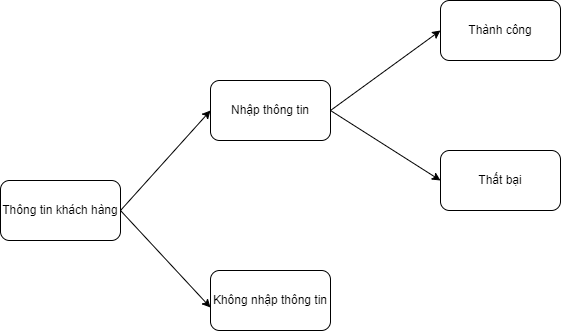 Thành công
Nhập thông tin
Thất bại
Thông tin khách hàng
Không nhập thông tin